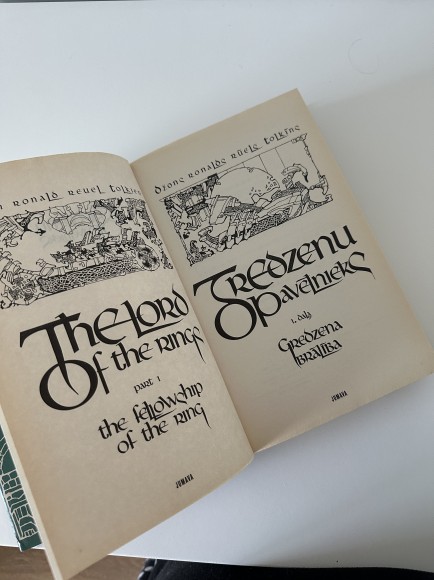 ronald reuel tolkien
The Lord
Of the rings
part 1
the fellowship
of the ring
JUMAVA
džons ronalds rūels tolkīns
Gredzenu
Pavēlnieks
1. daļa
Gredzena
brālība
JUMAVA